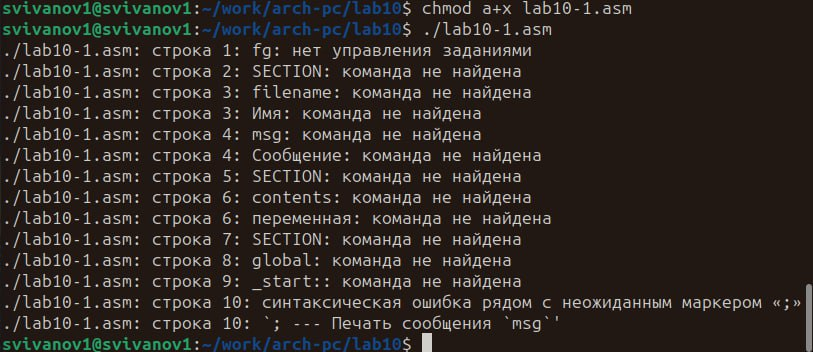 svivanov1@svivanov1:~/work/arch-pc/lab10$ chmod a+x lab10-1.asm
svivanov1@svivanov1:~/work/arch-pc/lab10$ ./lab10-1.asm
./lab10-1.asm: строка 1: fg: нет управления заданиями
./lab10-1.asm: строка 2: SECTION: команда не найдена
./lab10-1.asm: строка 3: filename: команда не найдена
./lab10-1.asm: строка 3: Имя: команда не найдена
./lab10-1.asm: строка 4: msg: команда не найдена
./lab10-1.asm: строка 4: Сообщение: команда не найдена
./lab10-1.asm: строка 5: SECTION: команда не найдена
./lab10-1.asm: строка 6: contents: команда не найдена
./lab10-1.asm: строка 6: переменная: команда не найдена
./lab10-1.asm: строка 7: SECTION: команда не найдена
./lab10-1.asm: строка 8: global: команда не найдена
./lab10-1.asm: строка 9: _start:: команда не найдена
./lab10-1.asm: строка 10: синтаксическая ошибка рядом с неожиданным маркером «;»
./lab10-1.asm: строка 10: `; --- Печать сообщения `msg`'
svivanov1@svivanov1:~/work/arch-pc/lab10$